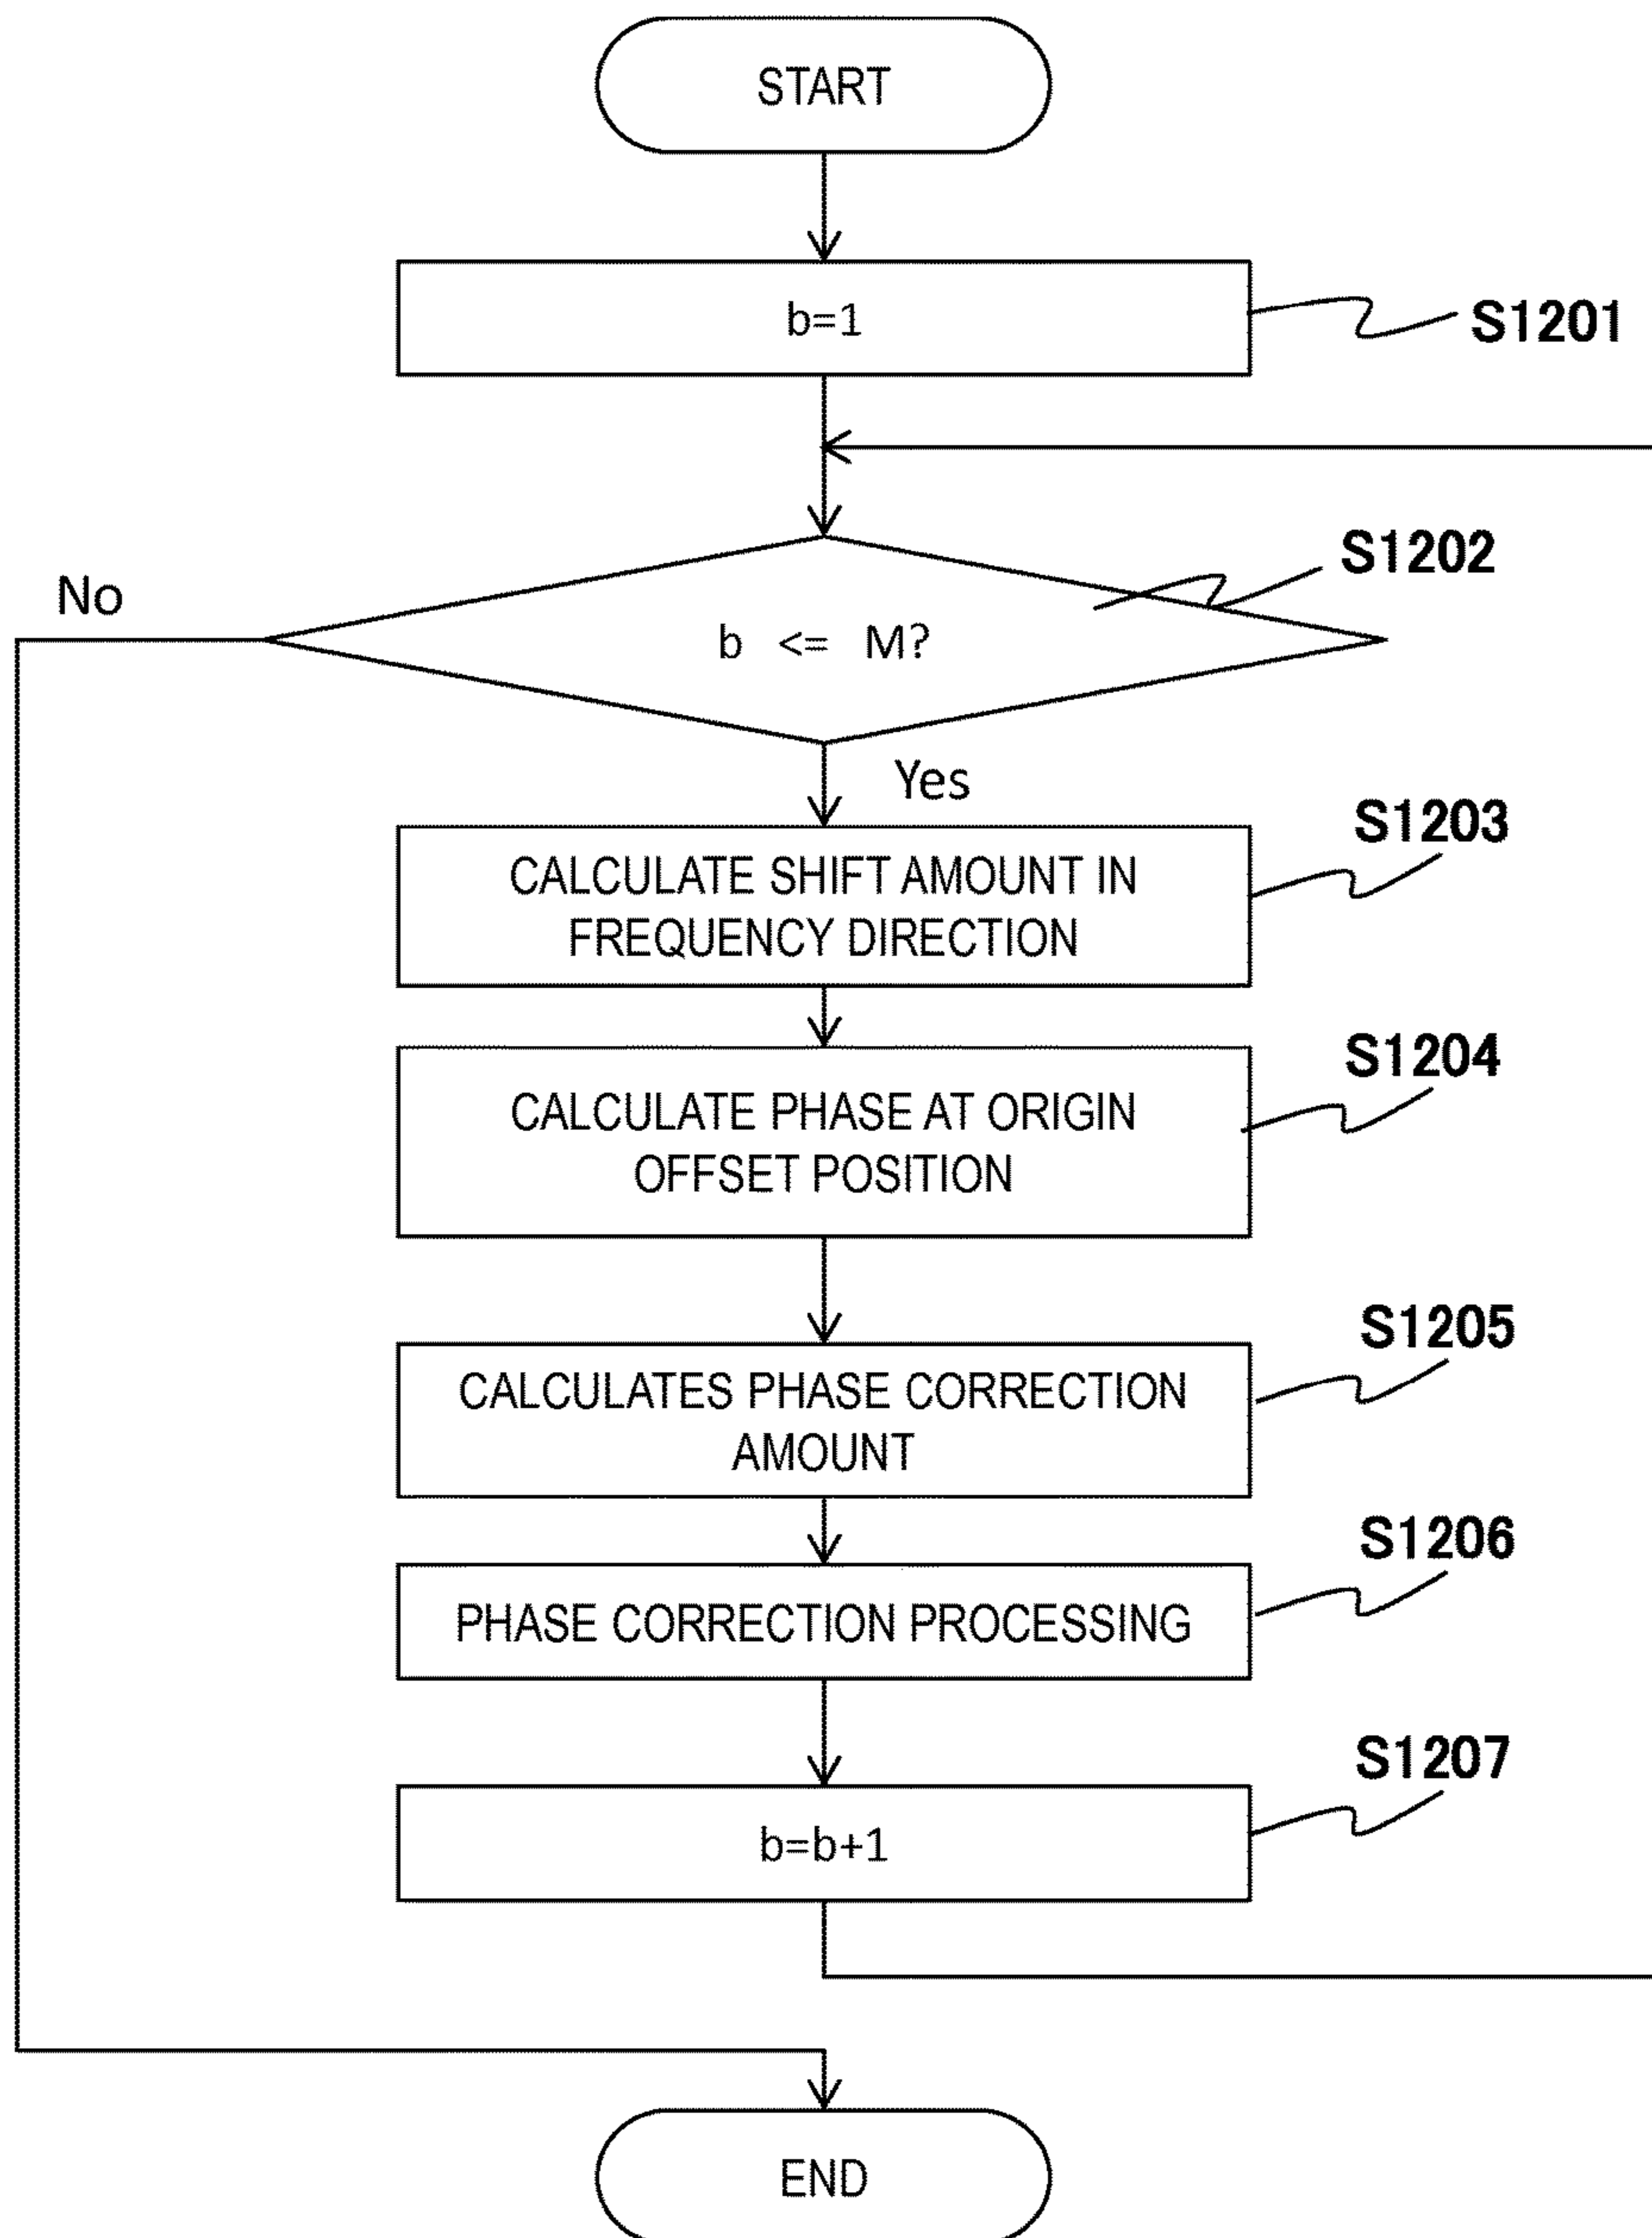 START
b=1
S1201
S1202
No
b <= M?
Yes
S1203
CALCULATE SHIFT AMOUNT IN
FREQUENCY DIRECTION
S1204
CALCULATE PHASE AT ORIGIN
OFFSET POSITION
S1205
CALCULATES PHASE CORRECTION
AMOUNT
S1206
PHASE CORRECTION PROCESSING
S1207
b=b+1
END